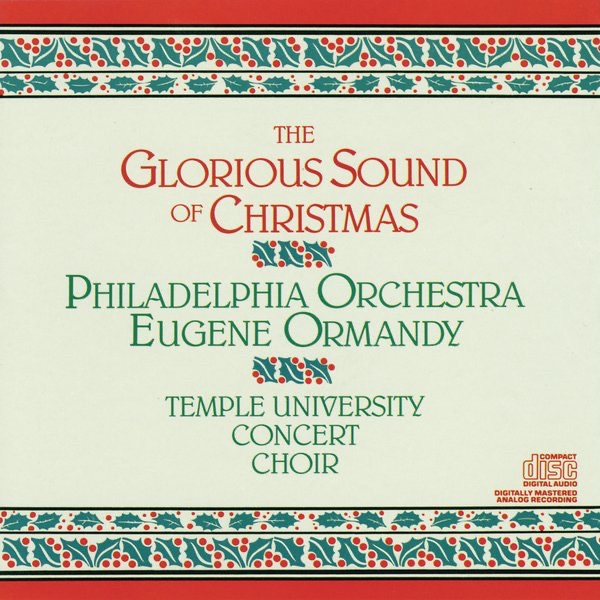 THE
GLORIOUS SOUND
OF CHRISTMAS
PHILADELPHIA ORCHESTRA
EUGENE ORMANDY
TEMPLE UNIVERSITY
CONCERT
CHOIR
COMPACT
disc
DIGITAL AUDIO
DIGITALLY MASTERED
ANALOG RECORDING